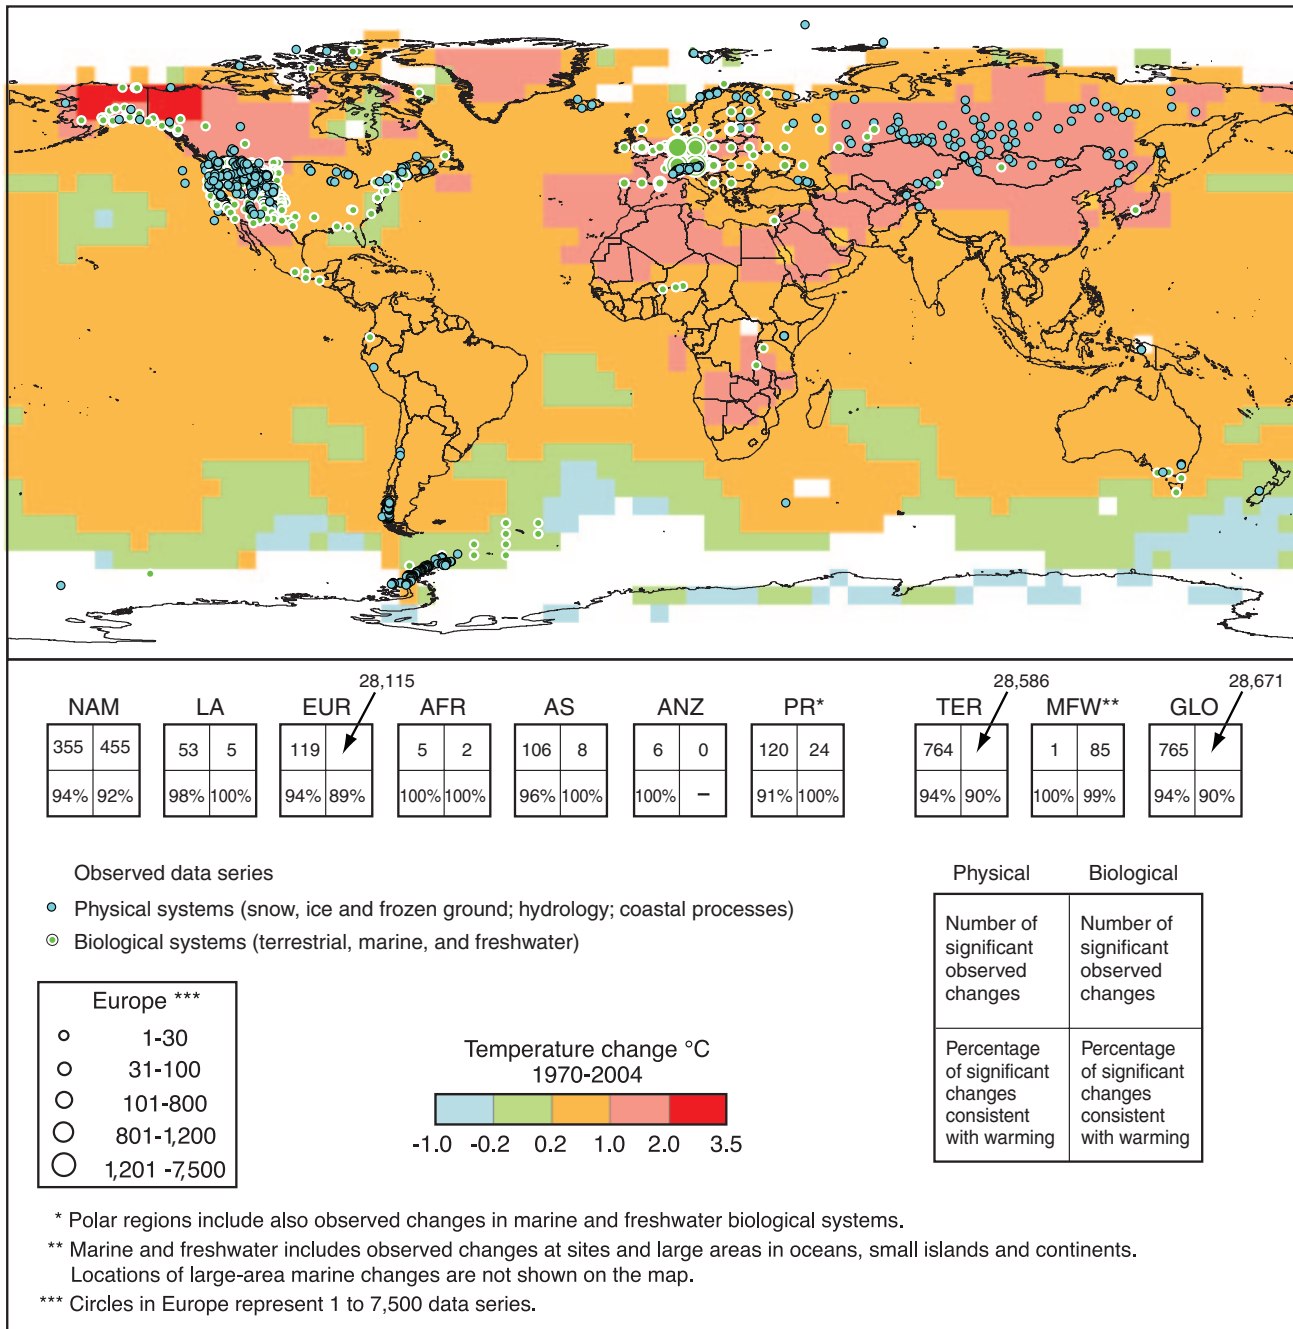 28,115
28,586
28,671
NAM LA EUR AFR AS ANZ PR* TER MFW** GLO
355 455 53 5 119 5 2 106 8 6 0 120 24 764 1 85 765
94% 92% 98% 100% 94% 89% 100% 100% 96% 100% 100% – 91% 100% 94% 90% 100% 99% 94% 90%
Observed data series
Physical systems (snow, ice and frozen ground; hydrology; coastal processes)
Biological systems (terrestrial, marine, and freshwater)
Europe ***
1-30
31-100
101-800
801-1,200
1,201 -7,500
Temperature change °C
1970-2004
-1.0 -0.2 0.2 1.0 2.0 3.5
Physical Biological
Number of Number of
significant significant
observed observed
changes changes
Percentage Percentage
of significant of significant
changes changes
consistent consistent
with warming with warming
* Polar regions include also observed changes in marine and freshwater biological systems.
** Marine and freshwater includes observed changes at sites and large areas in oceans, small islands and continents.
Locations of large-area marine changes are not shown on the map.
*** Circles in Europe represent 1 to 7,500 data series.